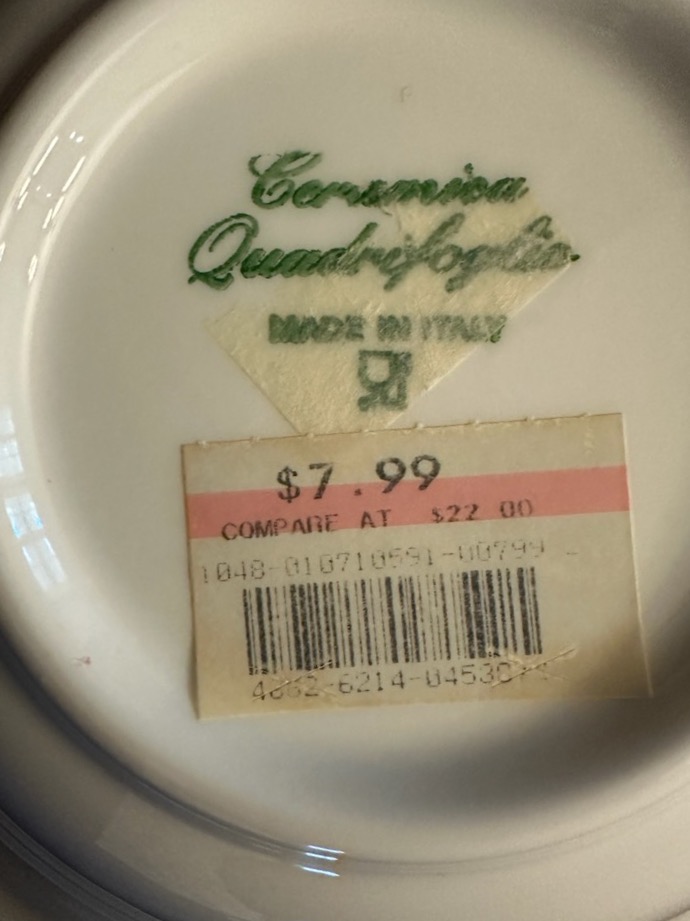 Ceramica
Quadrifoglio
MADE IN ITALY
$7.99
COMPARE AT $22 00
1048-010710591-00799